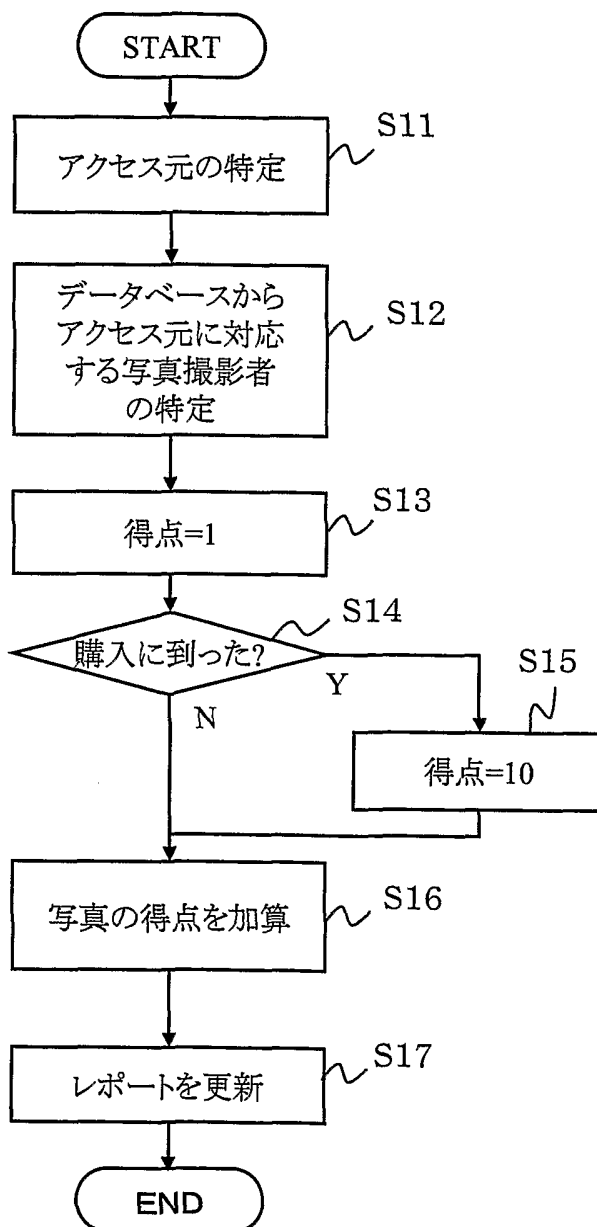 START
アクセス元の特定
S11
データベースから
アクセス元に対応
する写真撮影者
の特定
S12
得点=1
S13
購入に到った?
S14
Y
N
得点=10
S15
写真の得点を加算
S16
レポートを更新
S17
END